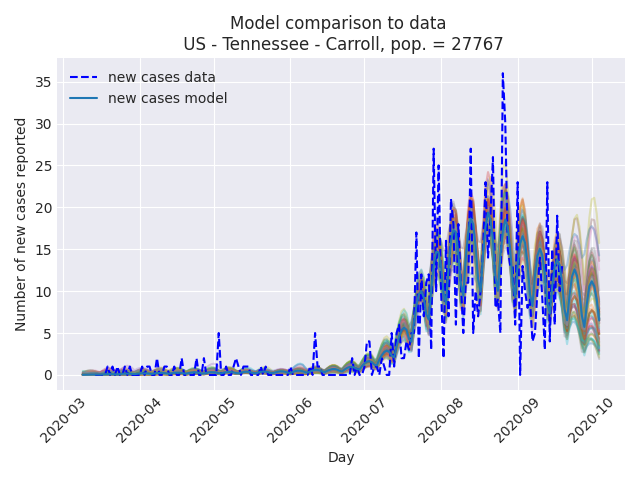 Model comparison to data
US - Tennessee - Carroll, pop. = 27767
new cases data
new cases model
Number of new cases reported
35
30
25
20
15
10
5
0
2020-03
2020-04
2020-05
2020-06
2020-07
2020-08
2020-09
2020-10
Day